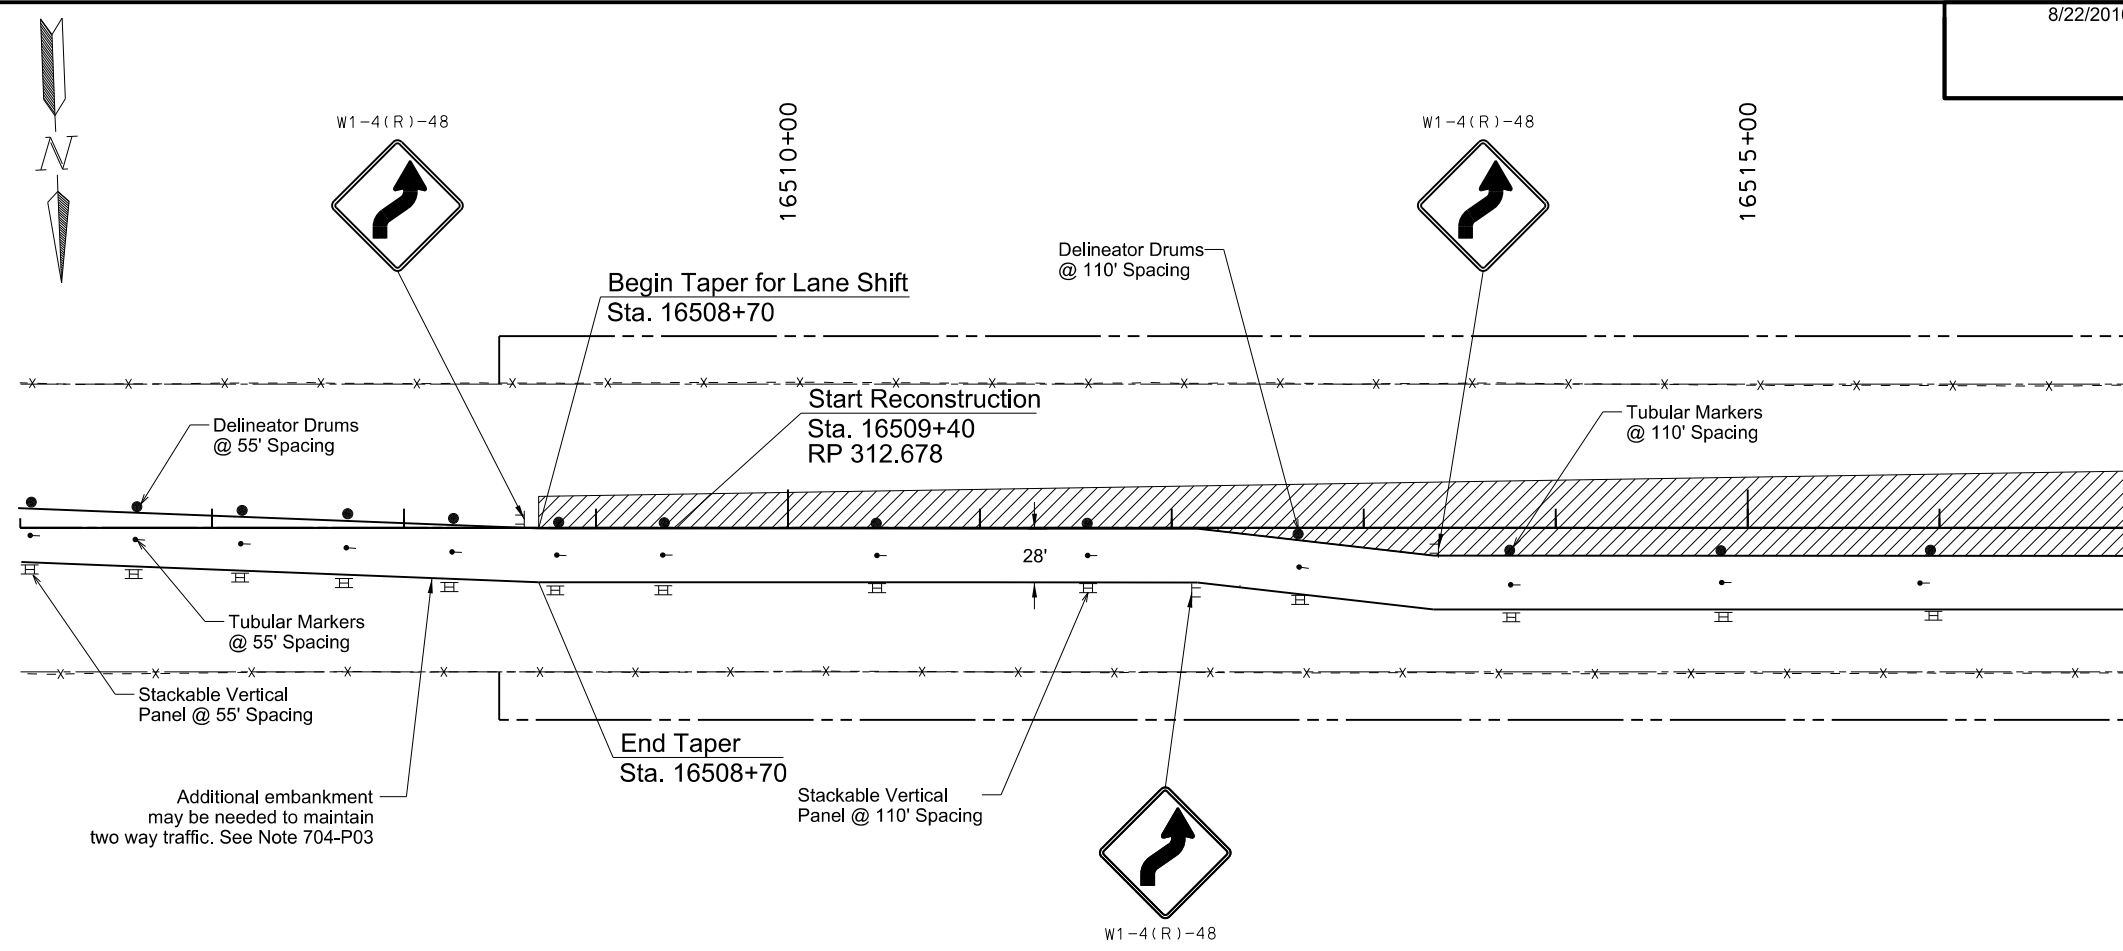 8/22/2016
N
W1-4(R)-48
16510+00
W1-4(R)-48
16515+00
Delineator Drums
@ 110' Spacing
Begin Taper for Lane Shift
Sta. 16508+70
Start Reconstruction
Sta. 16509+40
RP 312.678
Delineator Drums
@ 55' Spacing
Tubular Markers
@ 110' Spacing
28'
Tubular Markers
@ 55' Spacing
Stackable Vertical
Panel @ 55' Spacing
End Taper
Sta. 16508+70
Additional embankment
may be needed to maintain
two way traffic. See Note 704-P03
Stackable Vertical
Panel @ 110' Spacing
W1-4(R)-48